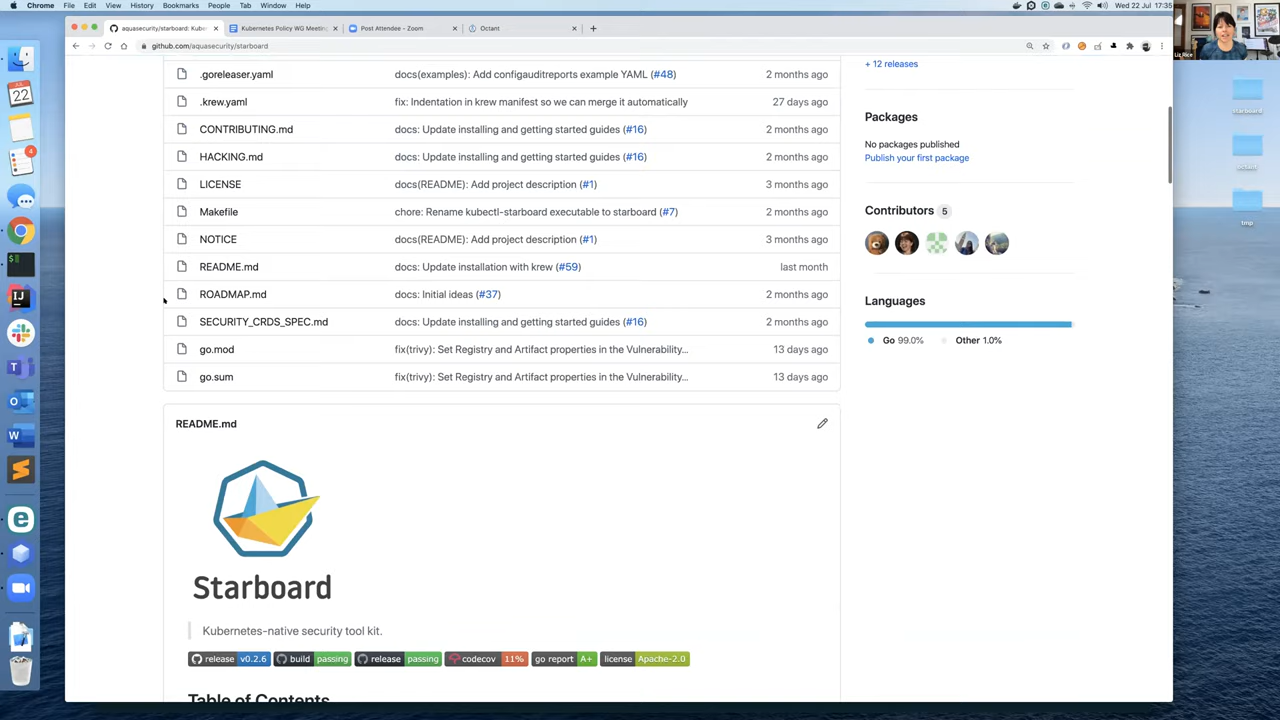 Chrome File Edit View History Bookmarks People Tab Window Help
Wed 22 Jul 17:35
aquasecurity/starboard: Kuber
Kubernetes Policy WG Meeting
Post Attendee - Zoom
Octant
github.com/aquasecurity/starboard
Liz Rice
.goreleaser.yaml docs(examples): Add configauditreports example YAML (#48) 2 months ago
.krew.yaml fix: Indentation in krew manifest so we can merge it automatically 27 days ago
CONTRIBUTING.md docs: Update installing and getting started guides (#16) 2 months ago
HACKING.md docs: Update installing and getting started guides (#16) 2 months ago
LICENSE docs(README): Add project description (#1) 3 months ago
Makefile chore: Rename kubectl-starboard executable to starboard (#7) 2 months ago
NOTICE docs(README): Add project description (#1) 3 months ago
README.md docs: Update installation with krew (#59) last month
ROADMAP.md docs: Initial ideas (#37) 2 months ago
SECURITY_CRDS_SPEC.md docs: Update installing and getting started guides (#16) 2 months ago
go.mod fix(trivy): Set Registry and Artifact properties in the Vulnerability... 13 days ago
go.sum fix(trivy): Set Registry and Artifact properties in the Vulnerability... 13 days ago
README.md
Starboard
Kubernetes-native security tool kit.
release v0.2.6 build passing release passing codecov 11% go report A+ license Apache-2.0
Table of Contents
+ 12 releases
Packages
No packages published
Publish your first package
Contributors 5
Languages
Go 99.0% Other 1.0%
starboard
octant
tmp
22
4